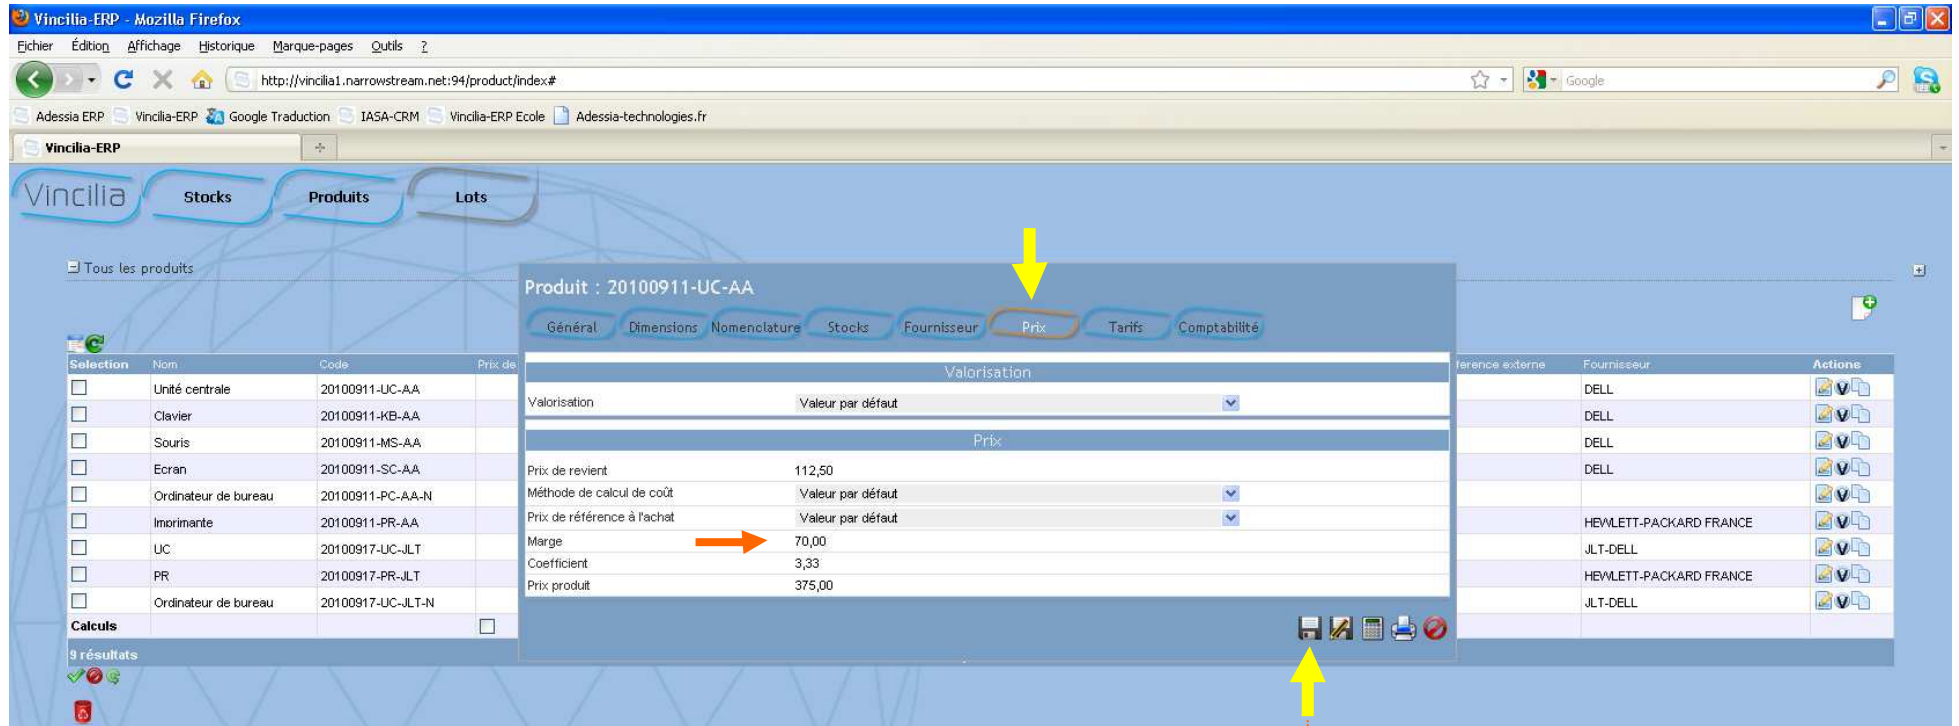 Vincilia-ERP - Mozilla Firefox
Fichier Édition Affichage Historique Marque-pages Outils ?
http://vincilia1.narrowstream.net:94/product/index#
Google
Adessia ERP Vincilia-ERP Google Traduction IASA-CRM Vincilia-ERP Ecole Adessia-technologies.fr
Vincilia-ERP
Vincilia Stocks Produits Lots
Tous les produits
Produit : 20100911-UC-AA
Général Dimensions Nomenclature Stocks Fournisseur Prix Tarifs Comptabilité
Selection Nom Code Prix de ference externe Fournisseur Actions
Valorisation
Valorisation Valeur par défaut
Prix
Prix de revient 112,50
Méthode de calcul de coût Valeur par défaut
Prix de référence à l'achat Valeur par défaut
Marge 70,00
Coefficient 3,33
Prix produit 375,00
Unité centrale 20100911-UC-AA DELL
Clavier 20100911-KB-AA DELL
Souris 20100911-MS-AA DELL
Ecran 20100911-SC-AA DELL
Ordinateur de bureau 20100911-PC-AA-N
Imprimante 20100911-PR-AA HEWLETT-PACKARD FRANCE
UC 20100917-UC-JLT JLT-DELL
PR 20100917-PR-JLT HEWLETT-PACKARD FRANCE
Ordinateur de bureau 20100917-UC-JLT-N JLT-DELL
Calculs
9 résultats